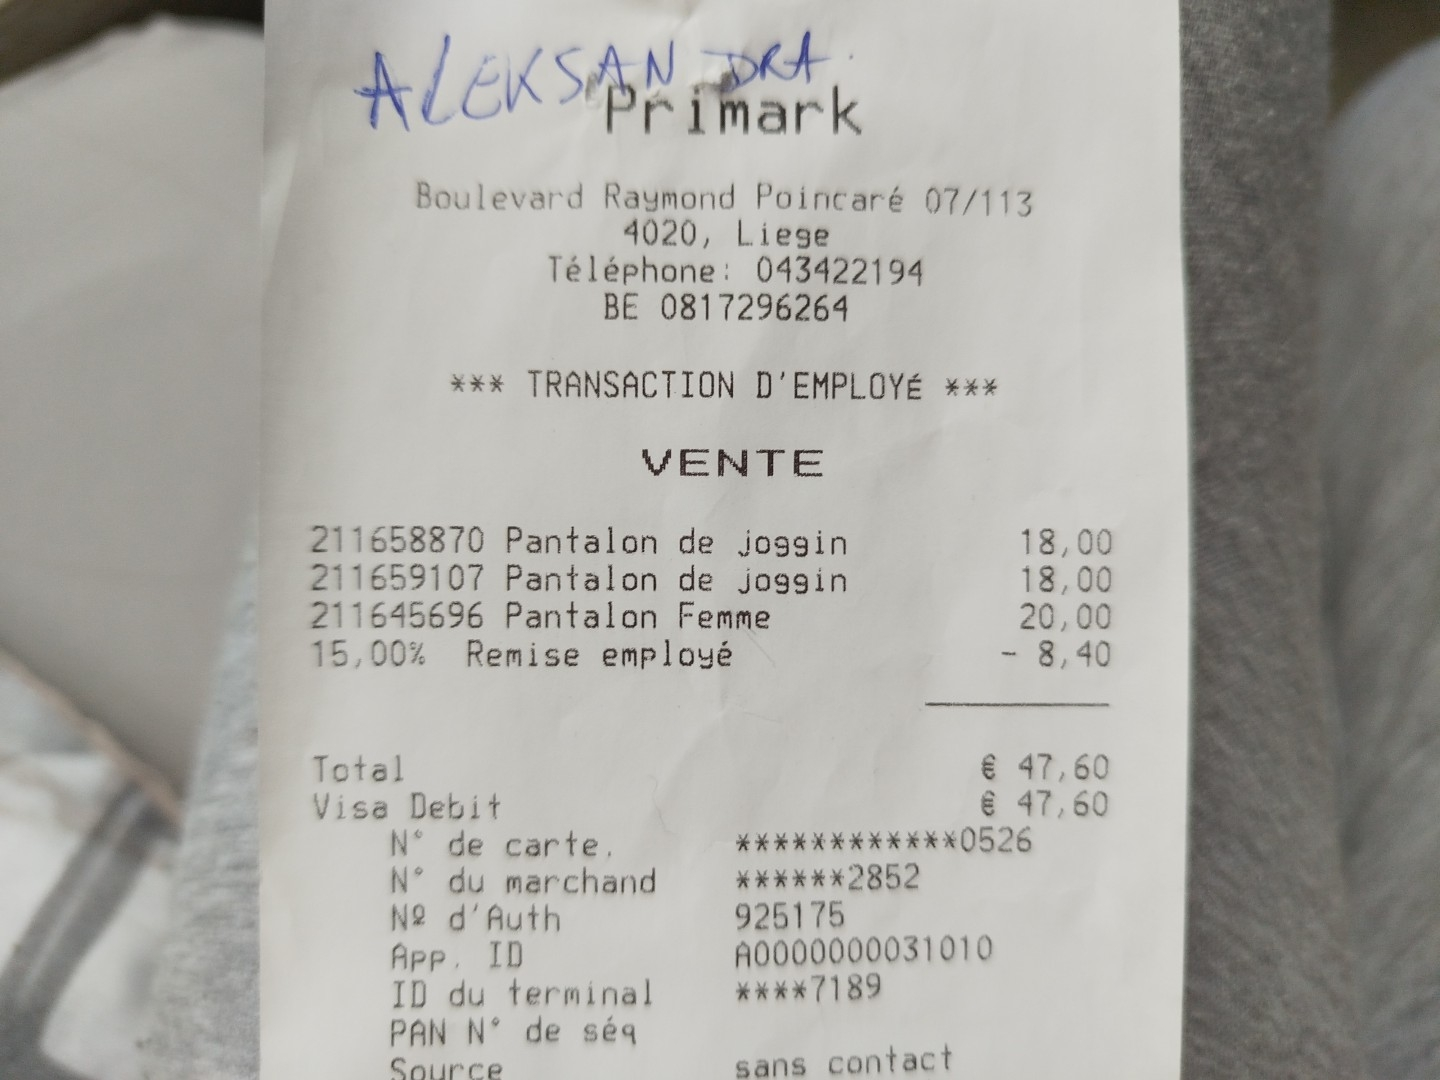 ALEKSANDRA
Primark
Boulevard Raymond Poincaré 07/113
4020, Liege
Téléphone: 043422194
BE 0817296264
*** TRANSACTION D'EMPLOYÉ ***
VENTE
211658870 Pantalon de joggin 18,00
211659107 Pantalon de joggin 18,00
211645696 Pantalon Femme 20,00
15,00% Remise employé - 8,40
Total € 47,60
Visa Debit € 47,60
N° de carte. ************0526
N° du marchand ******2852
Nº d'Auth 925175
App. ID A0000000031010
ID du terminal ****7189
PAN N° de séq
Source sans contact